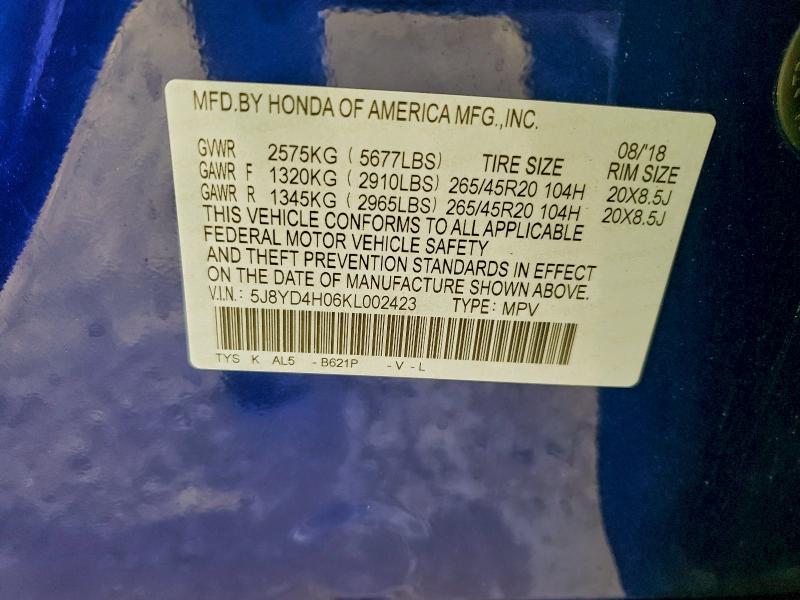 MFD.BY HONDA OF AMERICA MFG.,INC.
GVWR 2575KG (5677LBS) TIRE SIZE 08/'18 RIM SIZE
GAWR F 1320KG (2910LBS) 265/45R20 104H 20X8.5J
GAWR R 1345KG (2965LBS) 265/45R20 104H 20X8.5J
THIS VEHICLE CONFORMS TO ALL APPLICABLE
FEDERAL MOTOR VEHICLE SAFETY
AND THEFT PREVENTION STANDARDS IN EFFECT
ON THE DATE OF MANUFACTURE SHOWN ABOVE.
V.I.N.: 5J8YD4H06KL002423 TYPE: MPV
TYS K AL5 -B621P -V -L